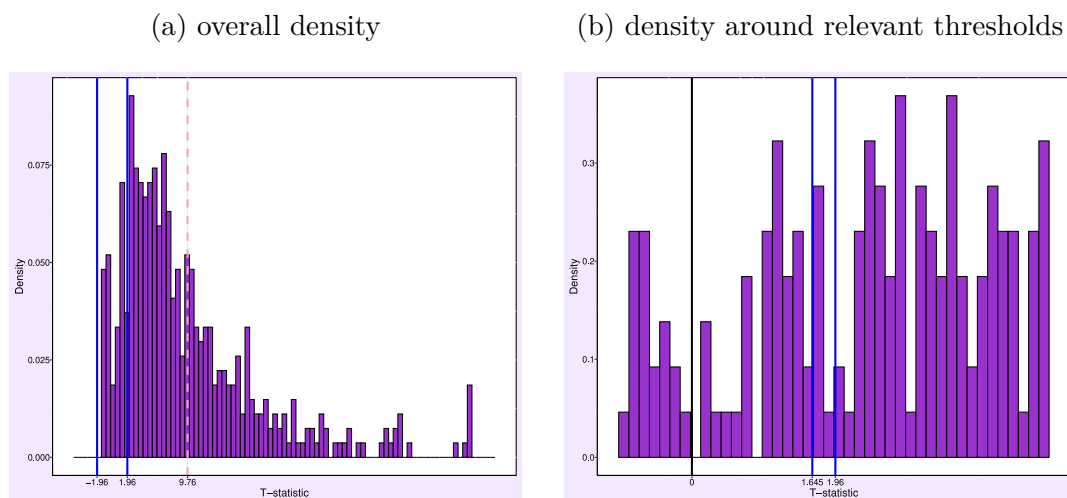 (a) overall density
(b) density around relevant thresholds
Density
0.075
0.050
0.025
0.000
−1.96 1.96 9.76
T−statistic
Density
0.3
0.2
0.1
0.0
0 1.645 1.96
T−statistic